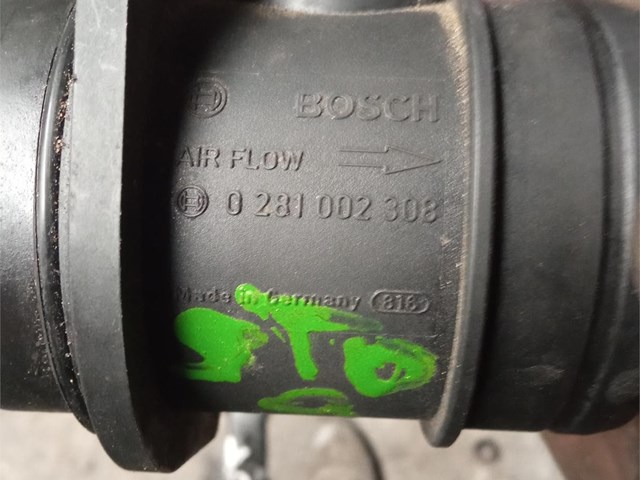 BOSCH
AIR FLOW
0 281 002 308
Made in Germany 818